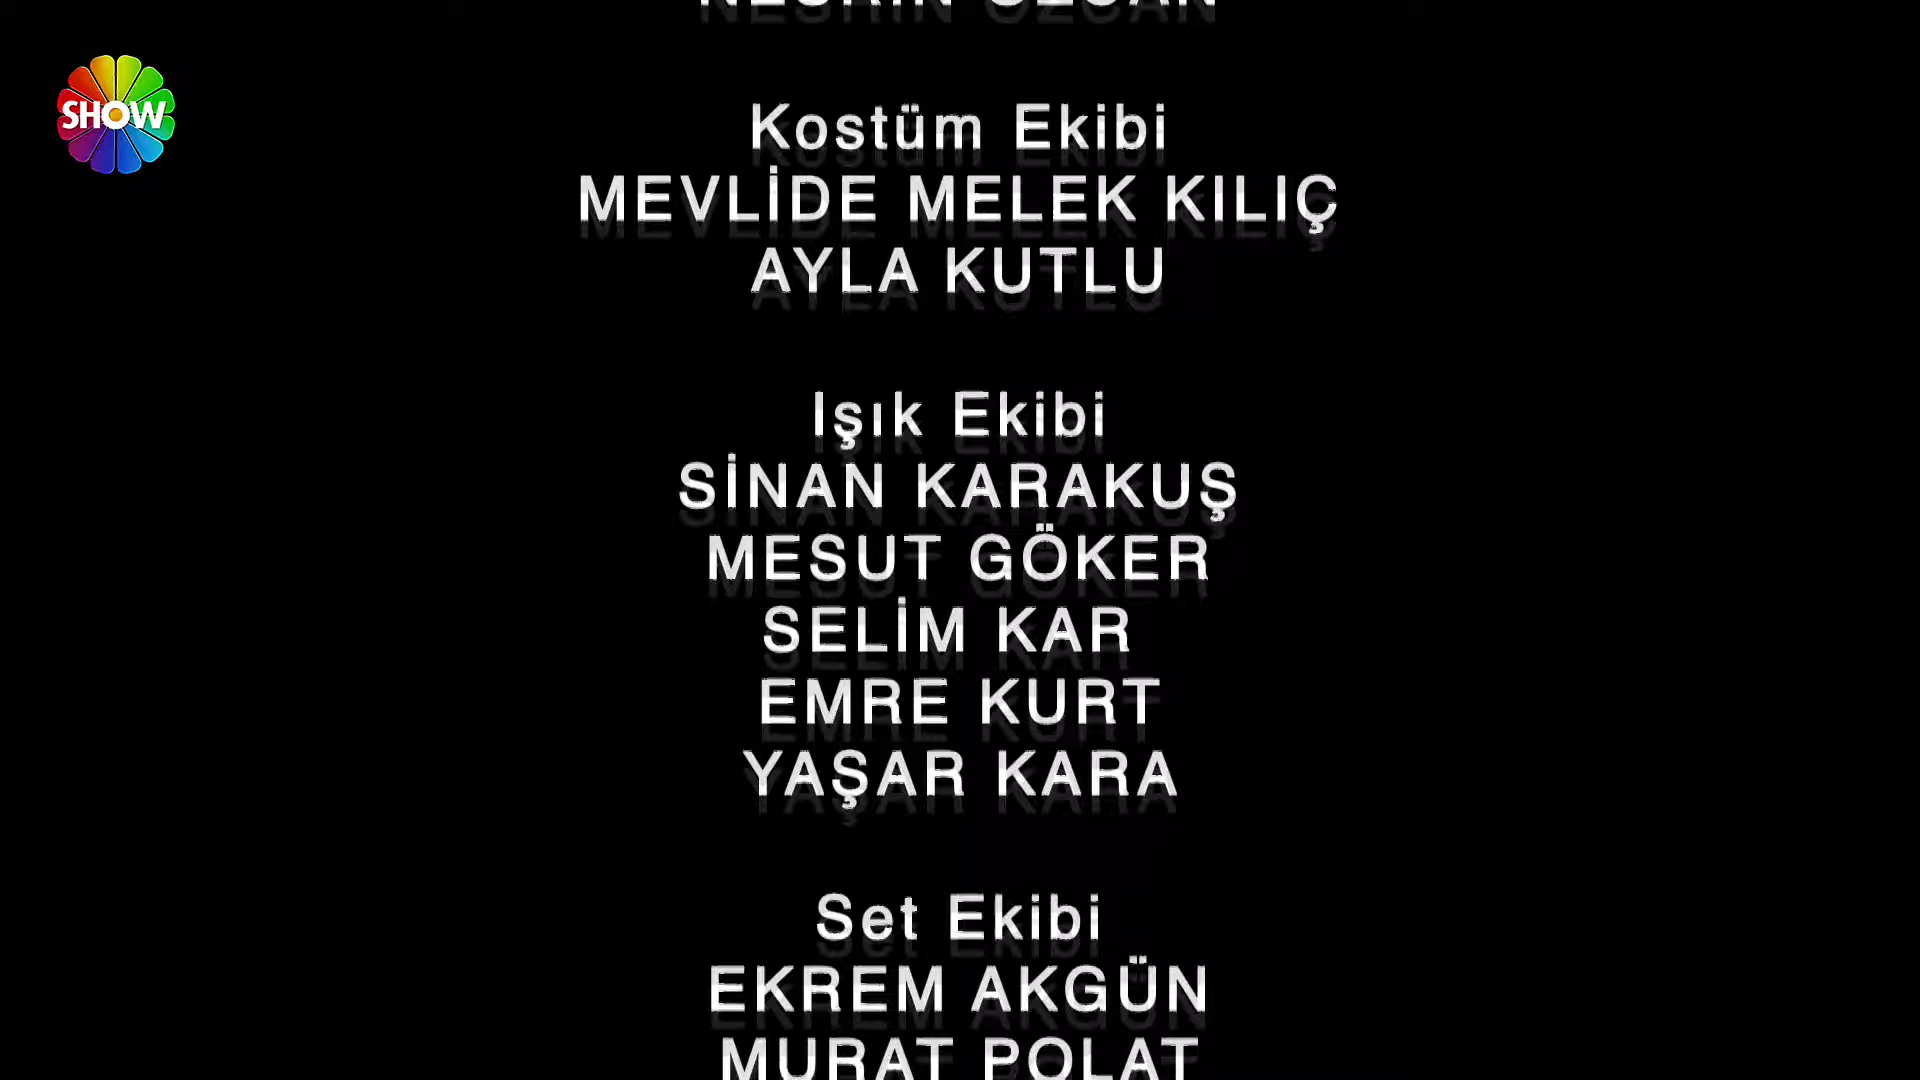 SHOW
Kostüm Ekibi
MEVLİDE MELEK KILIÇ
AYLA KUTLU
Işık Ekibi
SİNAN KARAKUŞ
MESUT GÖKER
SELİM KAR
EMRE KURT
YAŞAR KARA
Set Ekibi
EKREM AKGÜN
MURAT POLAT